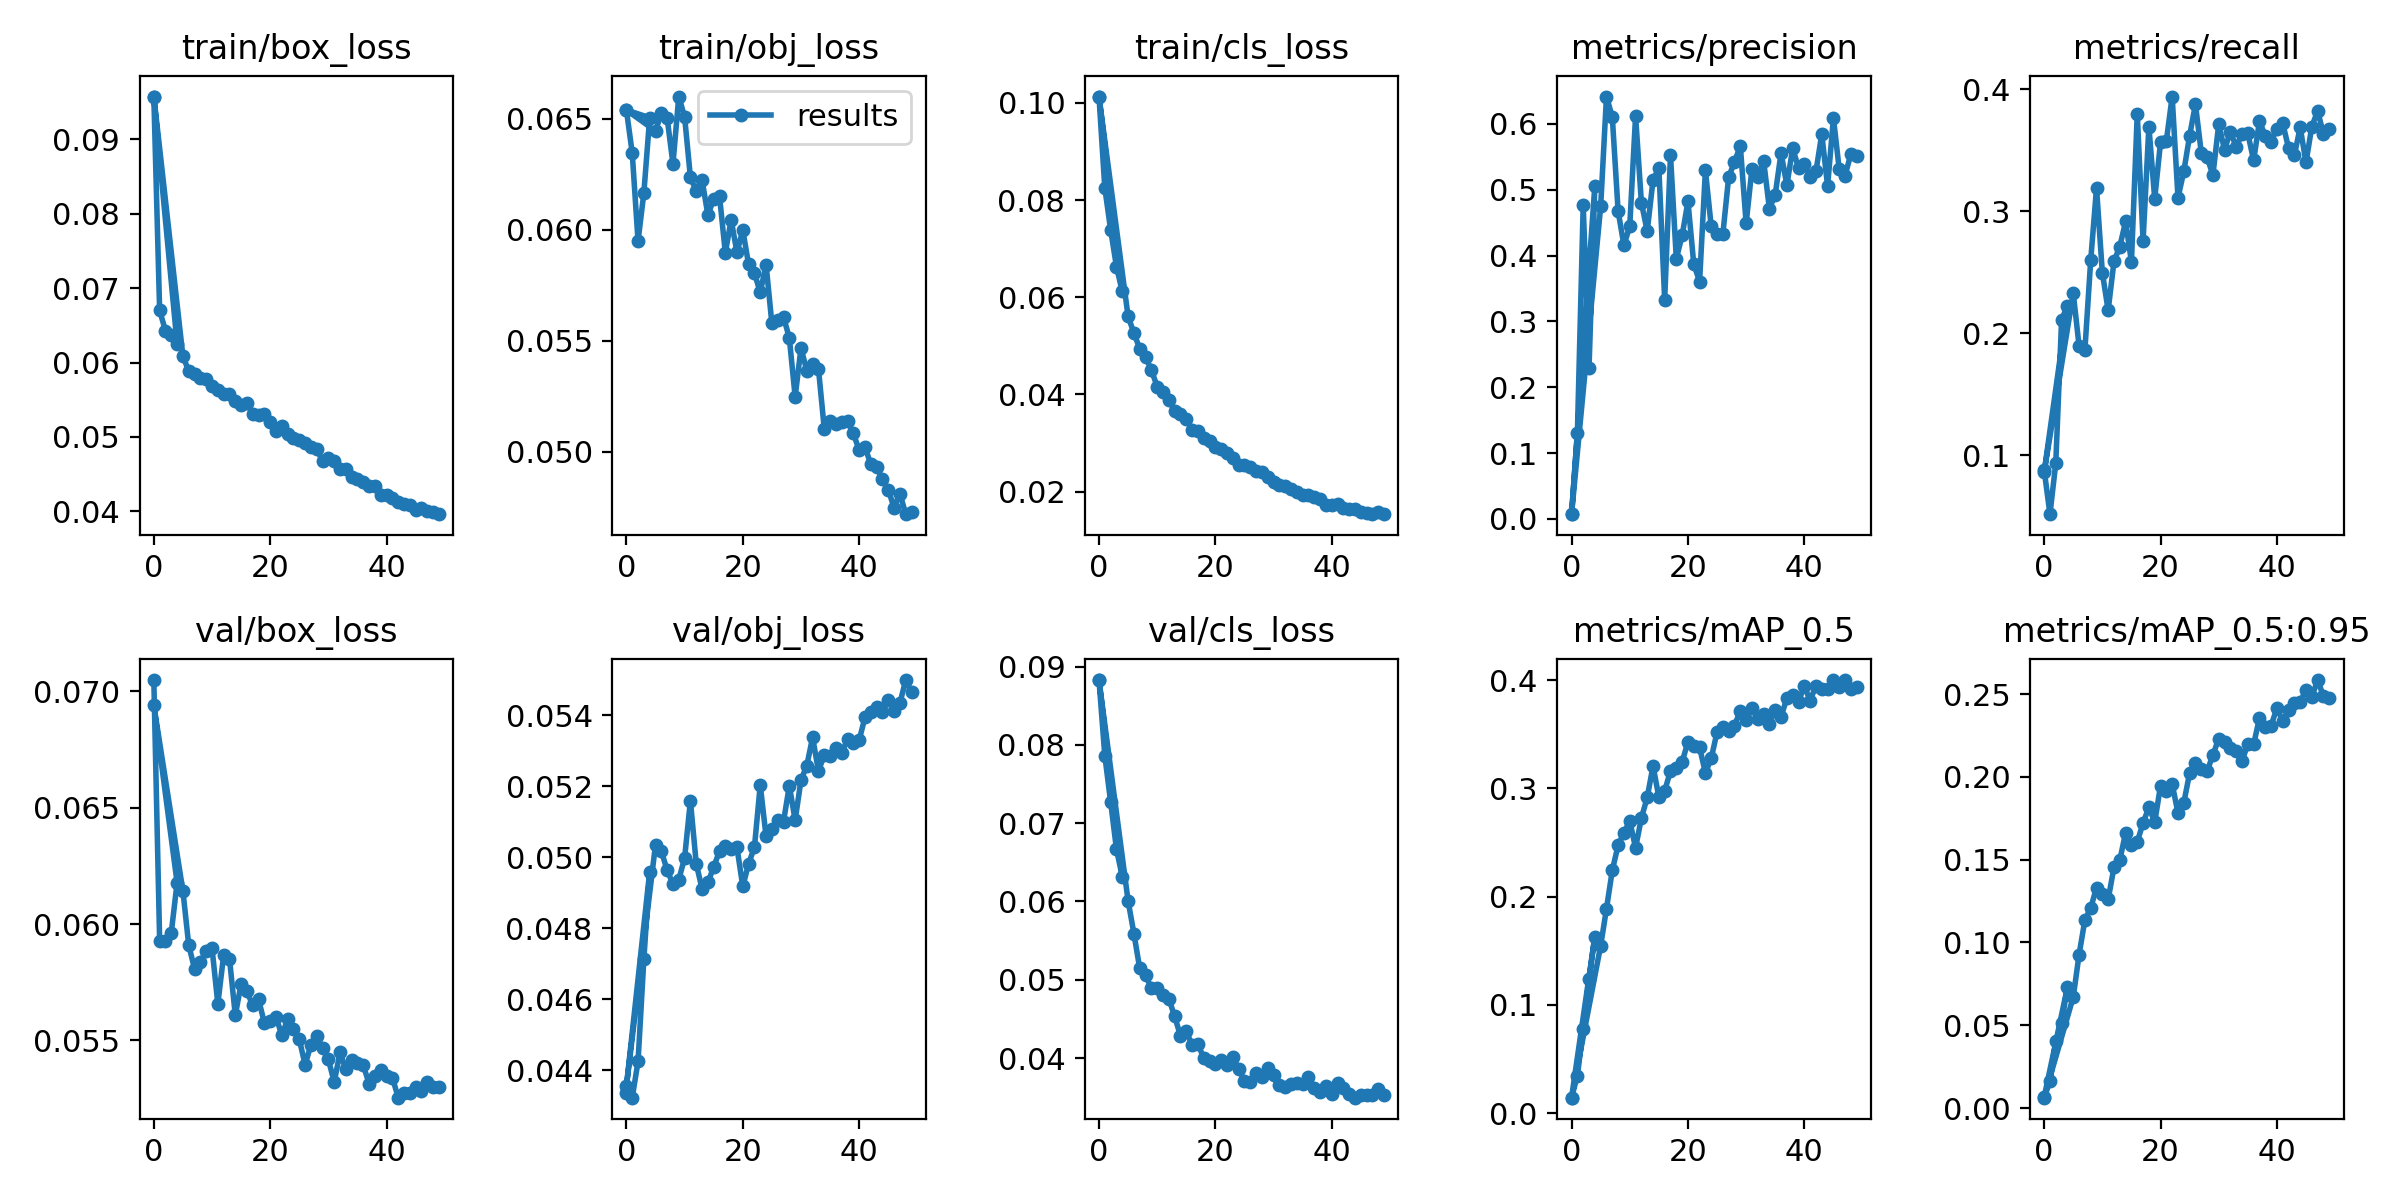 train/box_loss
0.09
0.08
0.07
0.06
0.05
0.04
0 20 40
train/obj_loss
results
0.065
0.060
0.055
0.050
0 20 40
train/cls_loss
0.10
0.08
0.06
0.04
0.02
0 20 40
metrics/precision
0.6
0.5
0.4
0.3
0.2
0.1
0.0
0 20 40
metrics/recall
0.4
0.3
0.2
0.1
0 20 40
val/box_loss
0.070
0.065
0.060
0.055
0 20 40
val/obj_loss
0.054
0.052
0.050
0.048
0.046
0.044
0 20 40
val/cls_loss
0.09
0.08
0.07
0.06
0.05
0.04
0 20 40
metrics/mAP_0.5
0.4
0.3
0.2
0.1
0.0
0 20 40
metrics/mAP_0.5:0.95
0.25
0.20
0.15
0.10
0.05
0.00
0 20 40